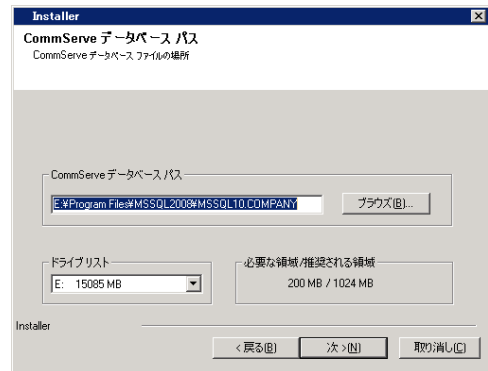 Installer
CommServe データベース パス
CommServe データベース ファイルの場所
CommServe データベース パス
E:¥Program Files¥MSSQL2008¥MSSQL10.COMPANY
ブラウズ(B)...
ドライブ リスト
必要な領域/推奨される領域
E: 15085 MB
200 MB / 1024 MB
Installer
< 戻る(B)
次 >(N)
取り消し(C)